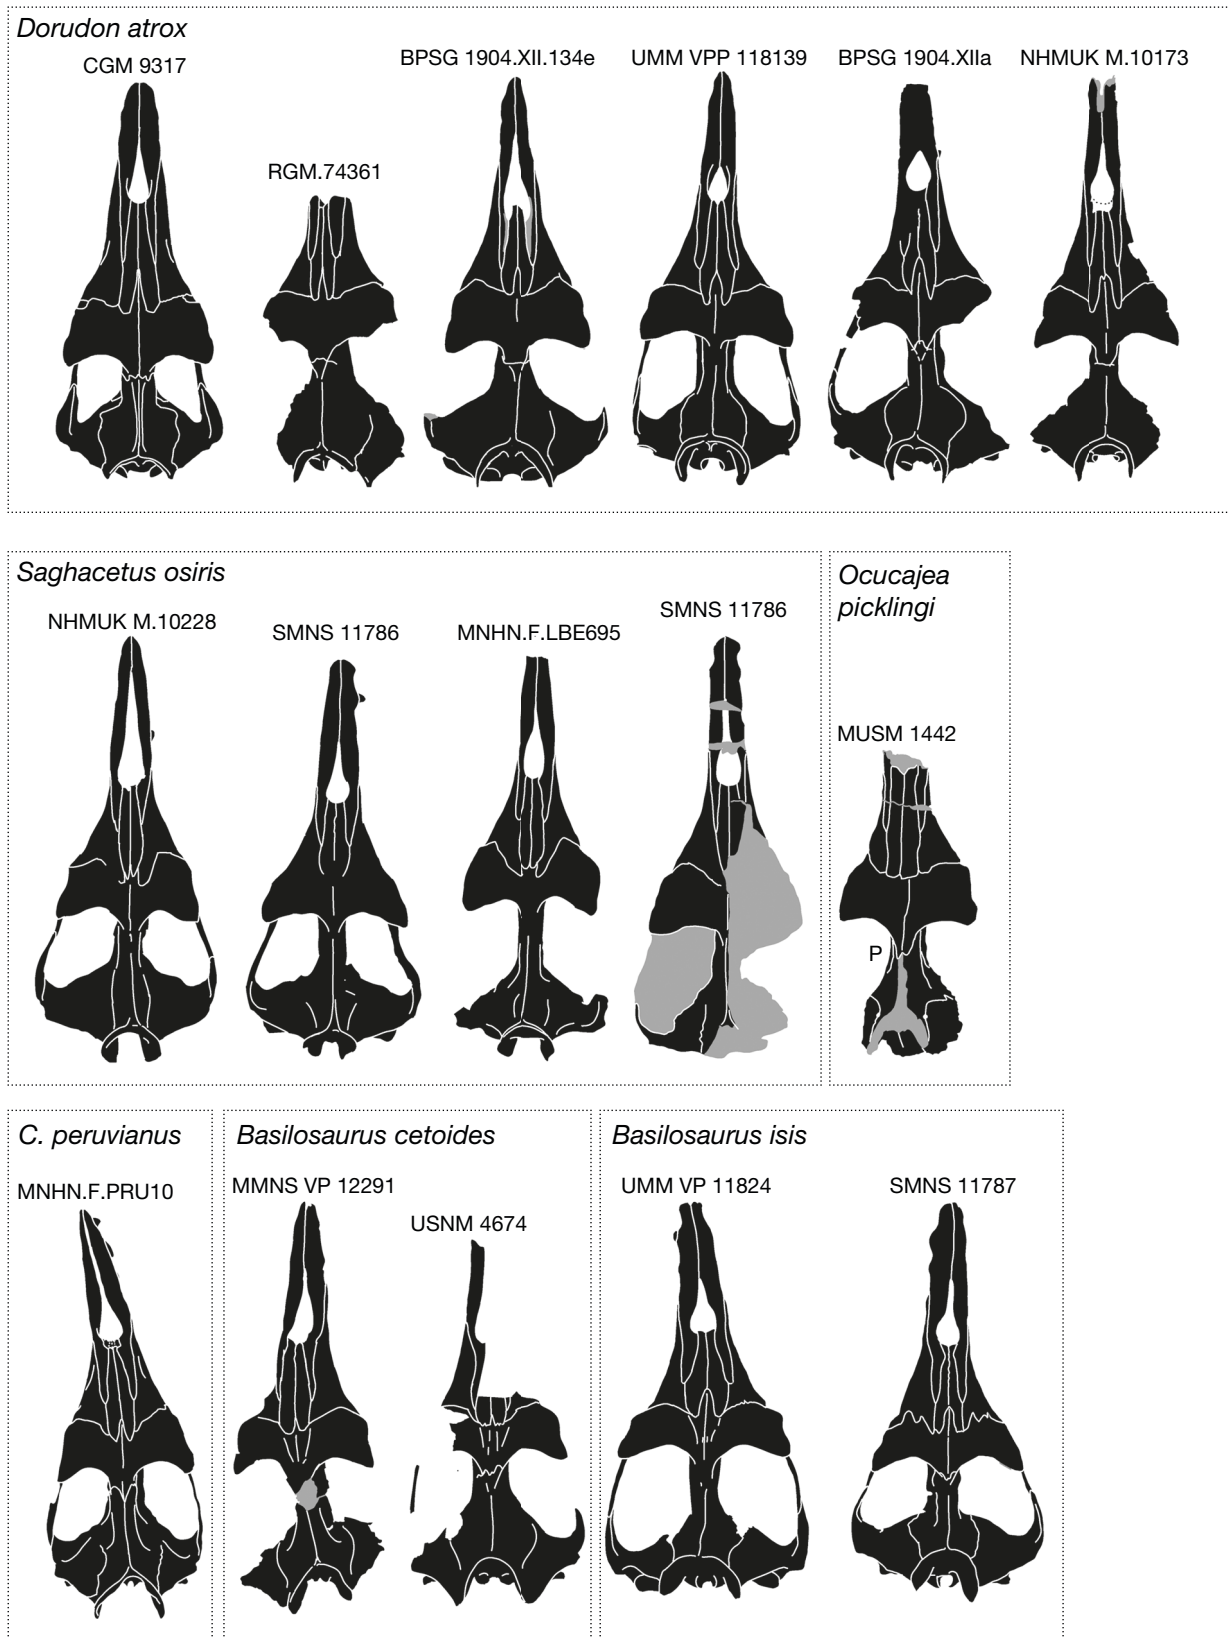 Dorudon atrox
CGM 9317
BPSG 1904.XII.134e
UMM VPP 118139
BPSG 1904.XIIa
NHMUK M.10173
RGM.74361
Saghacetus osiris
NHMUK M.10228
SMNS 11786
MNHN.F.LBE695
SMNS 11786
Ocucajea
picklingi
MUSM 1442
P
C. peruvianus
MNHN.F.PRU10
Basilosaurus cetoides
MMNS VP 12291
USNM 4674
Basilosaurus isis
UMM VP 11824
SMNS 11787